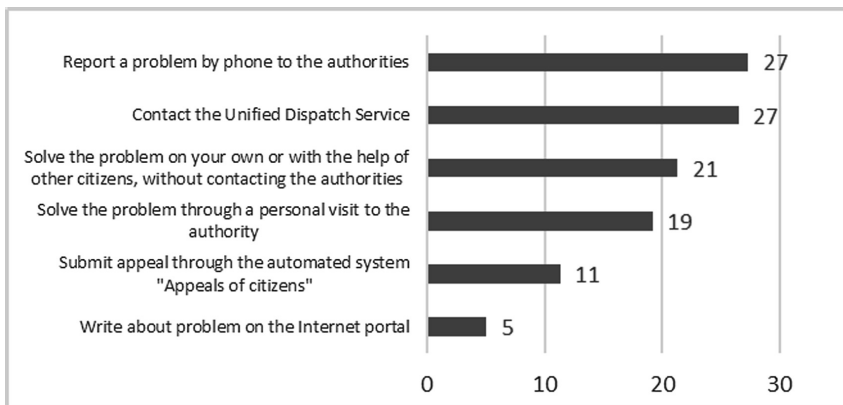 Report a problem by phone to the authorities
27
Contact the Unified Dispatch Service
27
Solve the problem on your own or with the help of
other citizens, without contacting the authorities
21
Solve the problem through a personal visit to the
authority
19
Submit appeal through the automated system
"Appeals of citizens"
11
Write about problem on the Internet portal
5
0 10 20 30